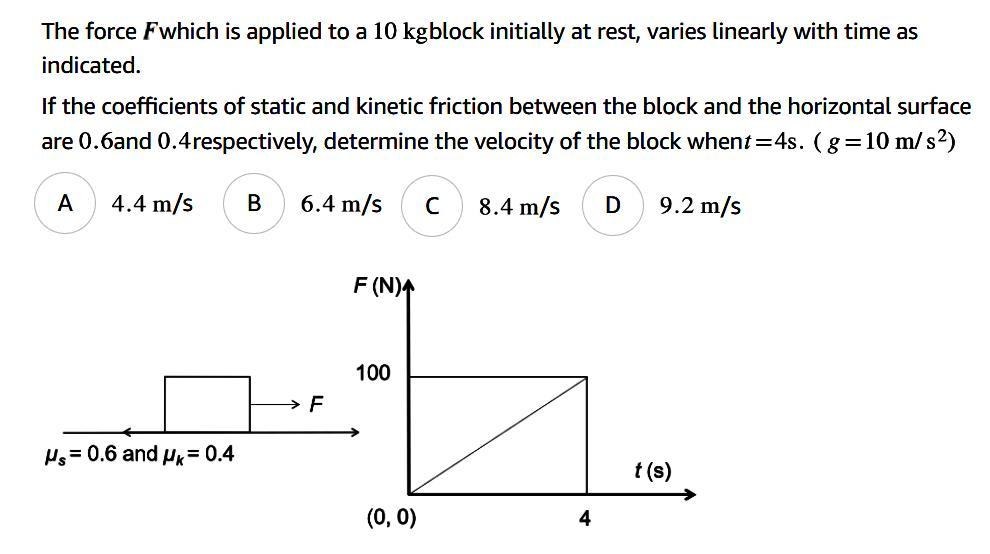 The force Fwhich is applied to a 10 kgblock initially at rest, varies linearly with time as
indicated.
If the coefficients of static and kinetic friction between the block and the horizontal surface
are 0.6and 0.4respectively, determine the velocity of the block whent=4s. ( g=10 m/s²)
A 4.4 m/s B 6.4 m/s C 8.4 m/s D 9.2 m/s
F (N)
100
F
μs = 0.6 and μk = 0.4
t (s)
(0, 0) 4